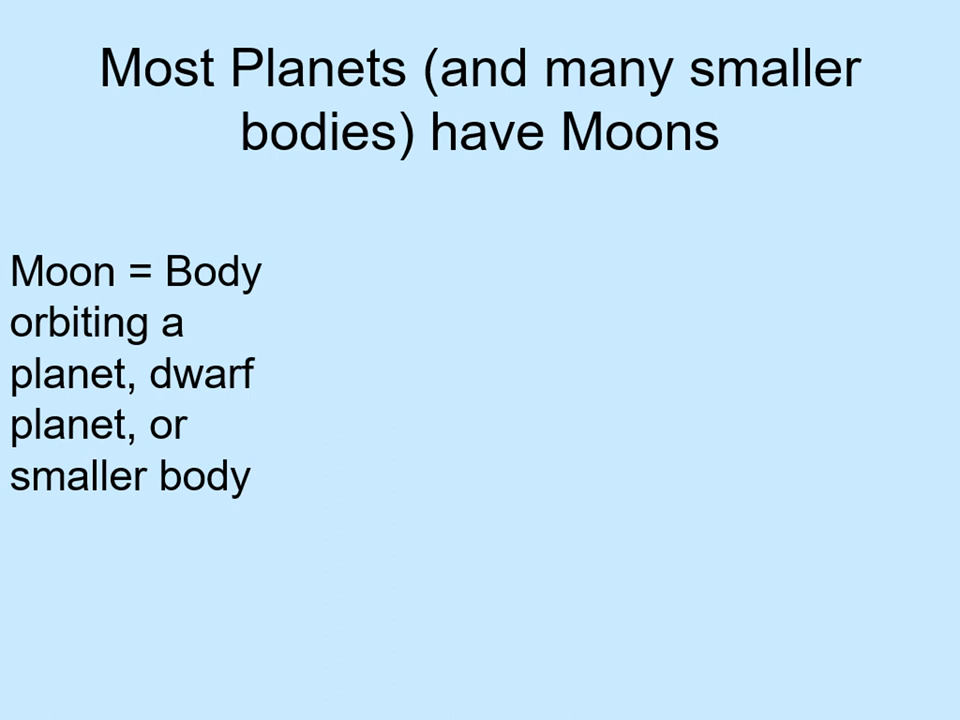 Most Planets (and many smaller
bodies) have Moons
Moon = Body
orbiting a
planet, dwarf
planet, or
smaller body